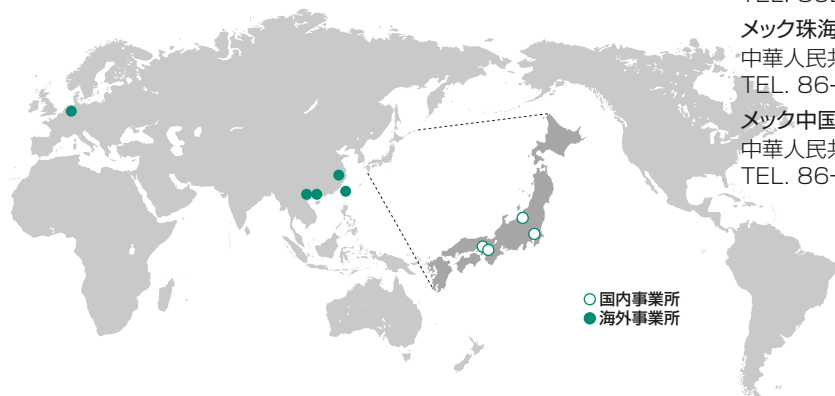 メック珠海
中華人民共
TEL. 86-
メック中国
中華人民共
TEL. 86-
国内事業所
海外事業所